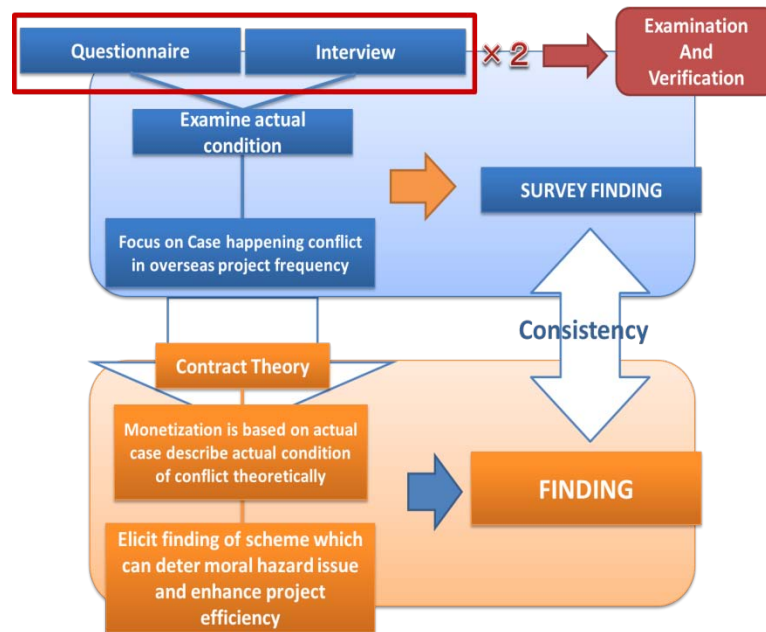 Questionnaire
Interview
× 2
Examination
And
Verification
Examine actual
condition
SURVEY FINDING
Focus on Case happening conflict
in overseas project frequency
Consistency
Contract Theory
Monetization is based on actual
case describe actual condition
of conflict theoretically
FINDING
Elicit finding of scheme which
can deter moral hazard issue
and enhance project
efficiency